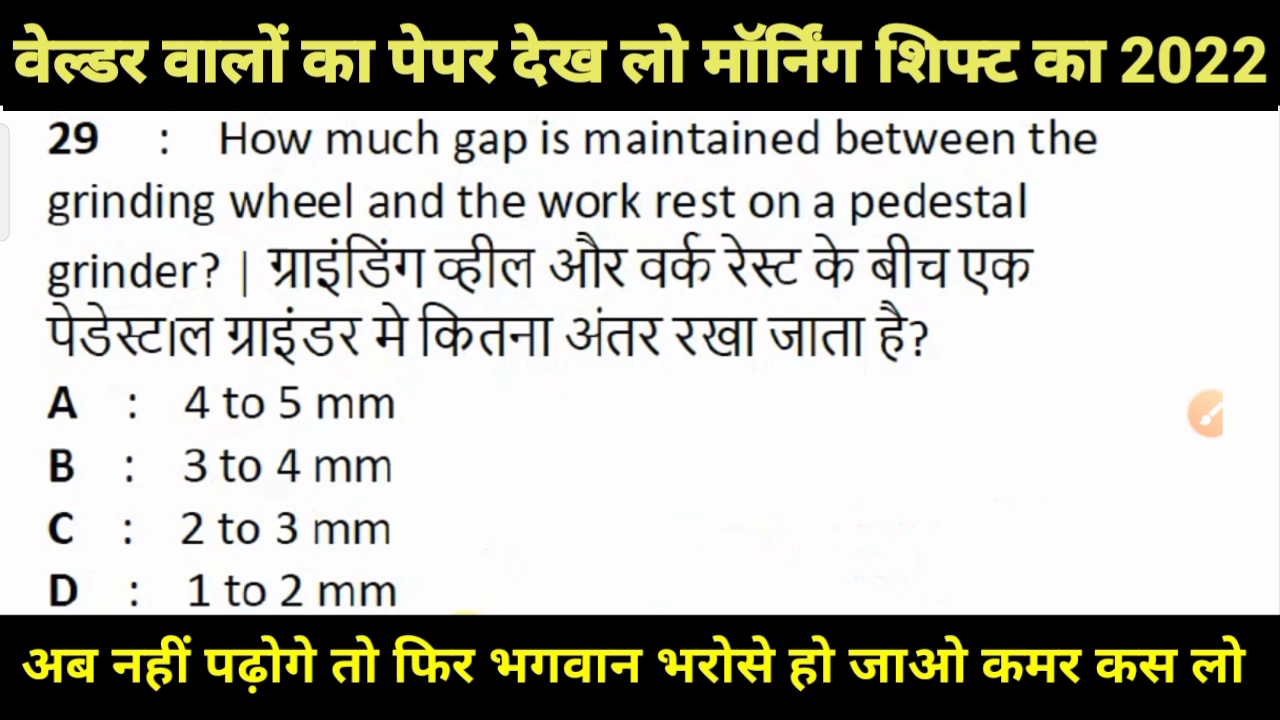 वेल्डर वालों का पेपर देख लो मॉर्निंग शिफ्ट का 2022
29 : How much gap is maintained between the
grinding wheel and the work rest on a pedestal
grinder? | ग्राइंडिंग व्हील और वर्क रेस्ट के बीच एक
पेडेस्टाल ग्राइंडर मे कितना अंतर रखा जाता है?
A : 4 to 5 mm
B : 3 to 4 mm
C : 2 to 3 mm
D : 1 to 2 mm
अब नहीं पढ़ोगे तो फिर भगवान भरोसे हो जाओ कमर कस लो